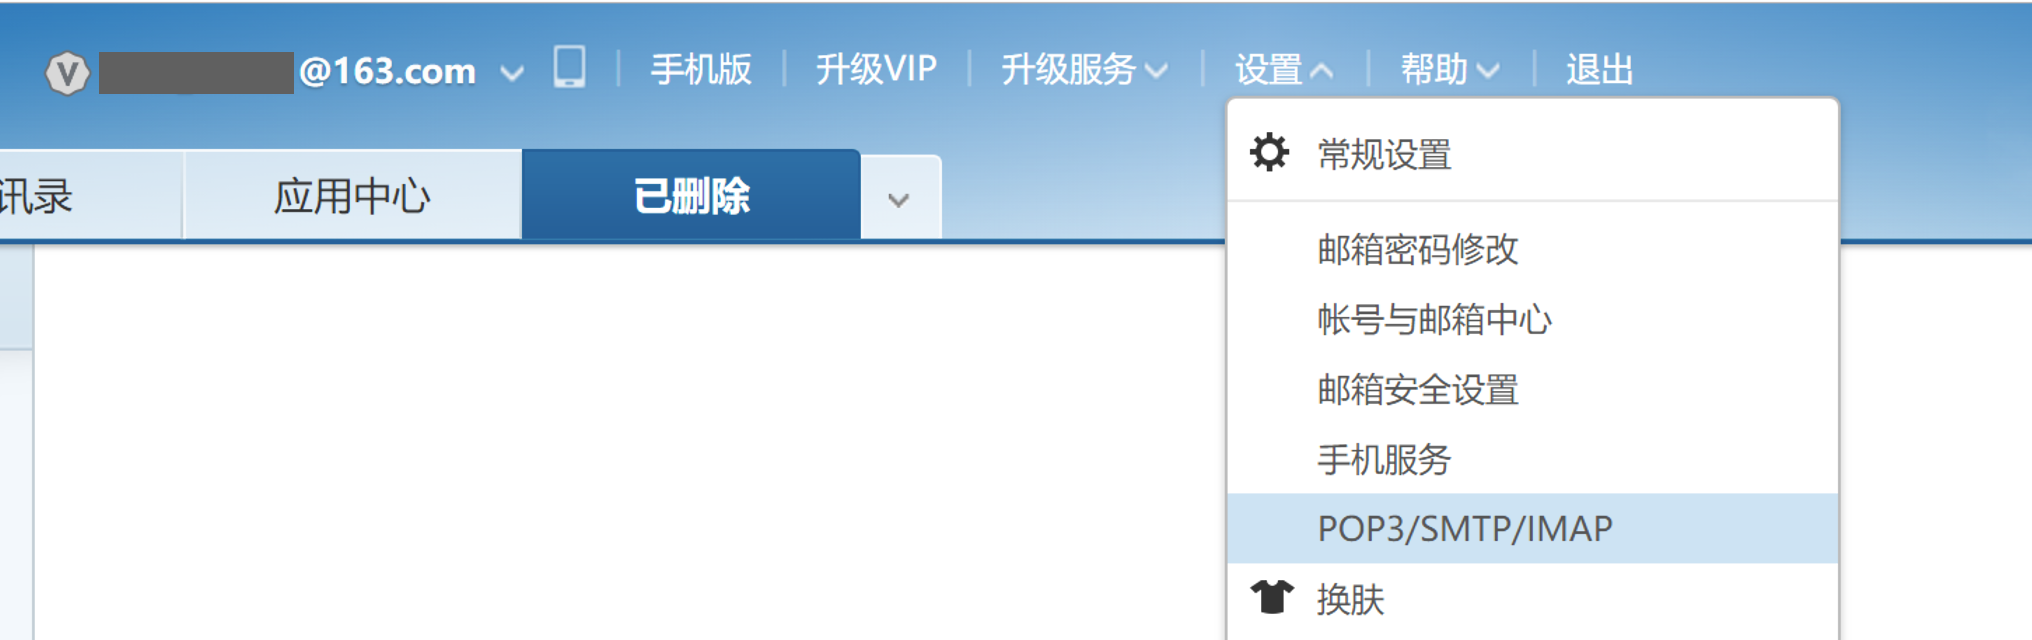 V @163.com 手机版 升级VIP 升级服务 设置 帮助 退出
讯录 应用中心 已删除
常规设置
邮箱密码修改
帐号与邮箱中心
邮箱安全设置
手机服务
POP3/SMTP/IMAP
换肤